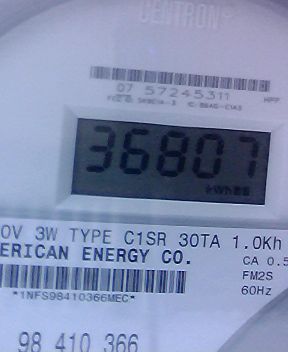 CENTRON®
07 57245311
HPF
36807
kWh
0V 3W TYPE C1SR 30TA 1.0Kh
ERICAN ENERGY CO.
CA 0.5
FM2S
*1NFS98410366MEC*
60Hz
98 410 366